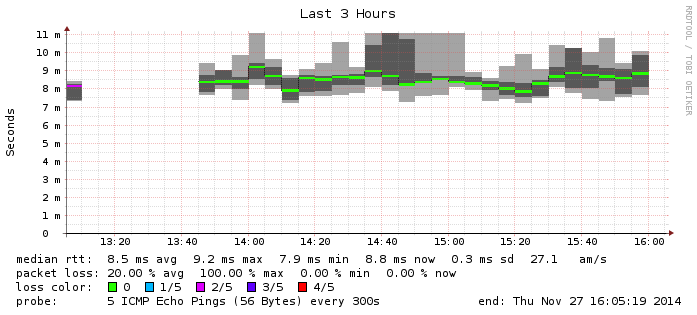 Last 3 Hours
RRDTOOL / TOBI OETIKER
Seconds
11 m
10 m
9 m
8 m
7 m
6 m
5 m
4 m
3 m
2 m
1 m
0
13:20 13:40 14:00 14:20 14:40 15:00 15:20 15:40 16:00
median rtt: 8.5 ms avg 9.2 ms max 7.9 ms min 8.8 ms now 0.3 ms sd 27.1 am/s
packet loss: 20.00 % avg 100.00 % max 0.00 % min 0.00 % now
loss color: 0 1/5 2/5 3/5 4/5
probe: 5 ICMP Echo Pings (56 Bytes) every 300s end: Thu Nov 27 16:05:19 2014